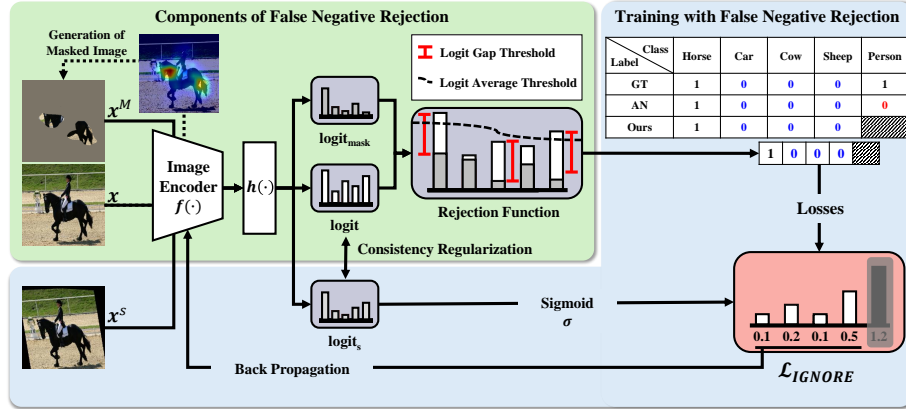 Components of False Negative Rejection
Training with False Negative Rejection
Generation of
Masked Image
x^M
x
Image
Encoder
f(·)
h(·)
logit_mask
logit
Consistency Regularization
Logit Gap Threshold
Logit Average Threshold
Rejection Function
Class
Label
Horse Car Cow Sheep Person
GT 1 0 0 0 1
AN 1 0 0 0 0
Ours 1 0 0 0
1 0 0 0
Losses
x^S
logit_s
Sigmoid
σ
0.1 0.2 0.1 0.5 1.2
Back Propagation
ℒ_IGNORE